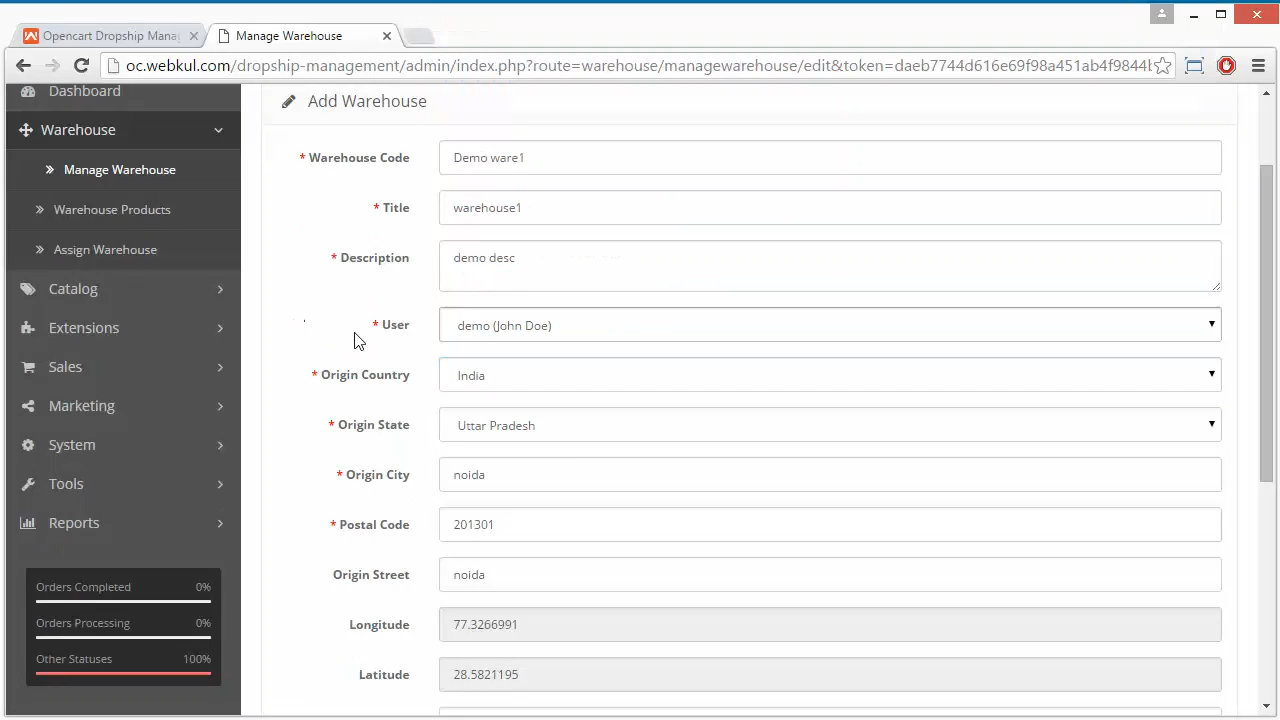 Opencart Dropship Mana
Manage Warehouse
oc.webkul.com/dropship-management/admin/index.php?route=warehouse/managewarehouse/edit&token=daeb7744d616e69f98a451ab4f9844b
Dashboard
Warehouse
Manage Warehouse
Warehouse Products
Assign Warehouse
Catalog
Extensions
Sales
Marketing
System
Tools
Reports
Orders Completed 0%
Orders Processing 0%
Other Statuses 100%
Add Warehouse
* Warehouse Code Demo ware1
* Title warehouse1
* Description demo desc
* User demo (John Doe)
* Origin Country India
* Origin State Uttar Pradesh
* Origin City noida
* Postal Code 201301
Origin Street noida
Longitude 77.3266991
Latitude 28.5821195